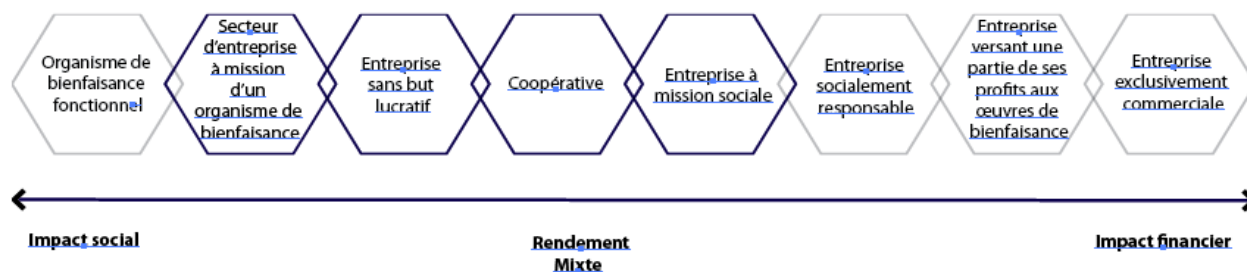 Organisme de
bienfaisance
fonctionnel
Secteur
d'entreprise
à mission
d'un
organisme de
bienfaisance
Entreprise
sans but
lucratif
Coopérative
Entreprise à
mission sociale
Entreprise
socialement
responsable
Entreprise
versant une
partie de ses
profits aux
œuvres de
bienfaisance
Entreprise
exclusivement
commerciale
Impact social
Rendement
Mixte
Impact financier